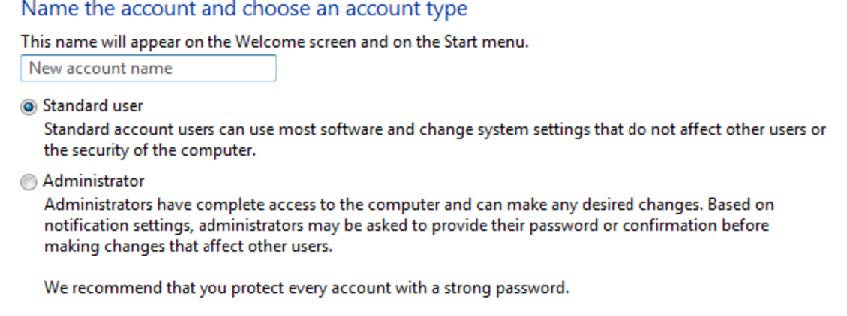 Name the account and choose an account type
This name will appear on the Welcome screen and on the Start menu.
New account name
Standard user
Standard account users can use most software and change system settings that do not affect other users or
the security of the computer.
Administrator
Administrators have complete access to the computer and can make any desired changes. Based on
notification settings, administrators may be asked to provide their password or confirmation before
making changes that affect other users.
We recommend that you protect every account with a strong password.